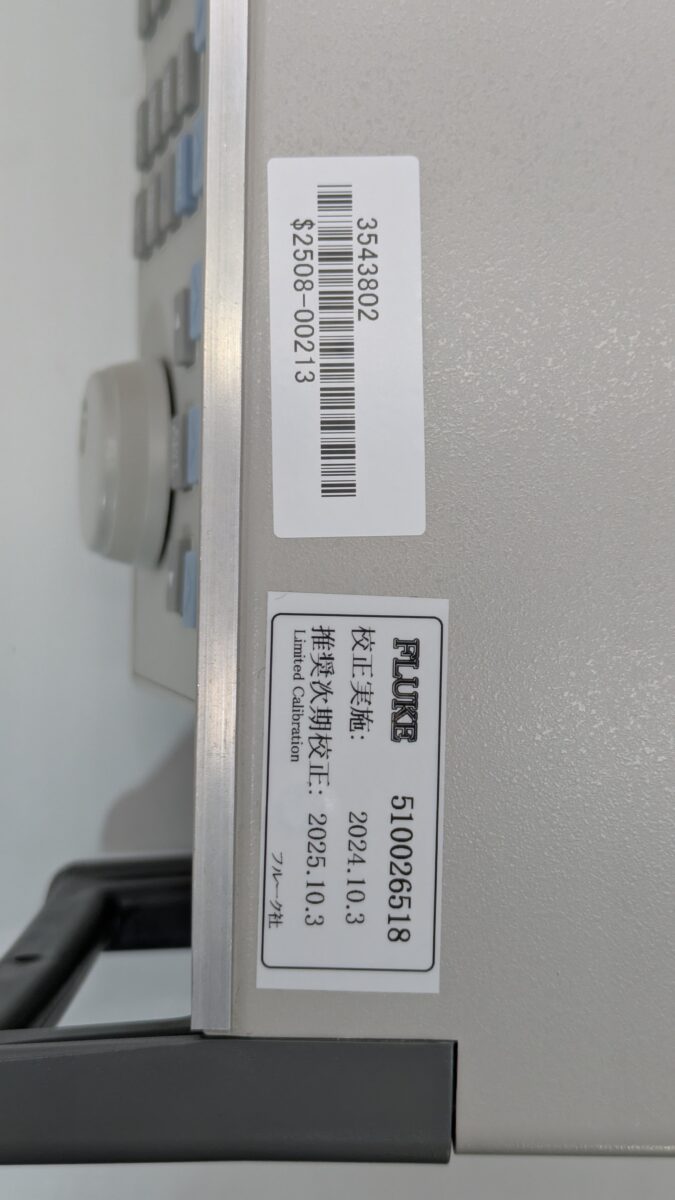 3543802
$2508-00213
FLUKE 510026518
校正実施: 2024.10.3
推奨次期校正: 2025.10.3
Limited Calibration
フルーク社